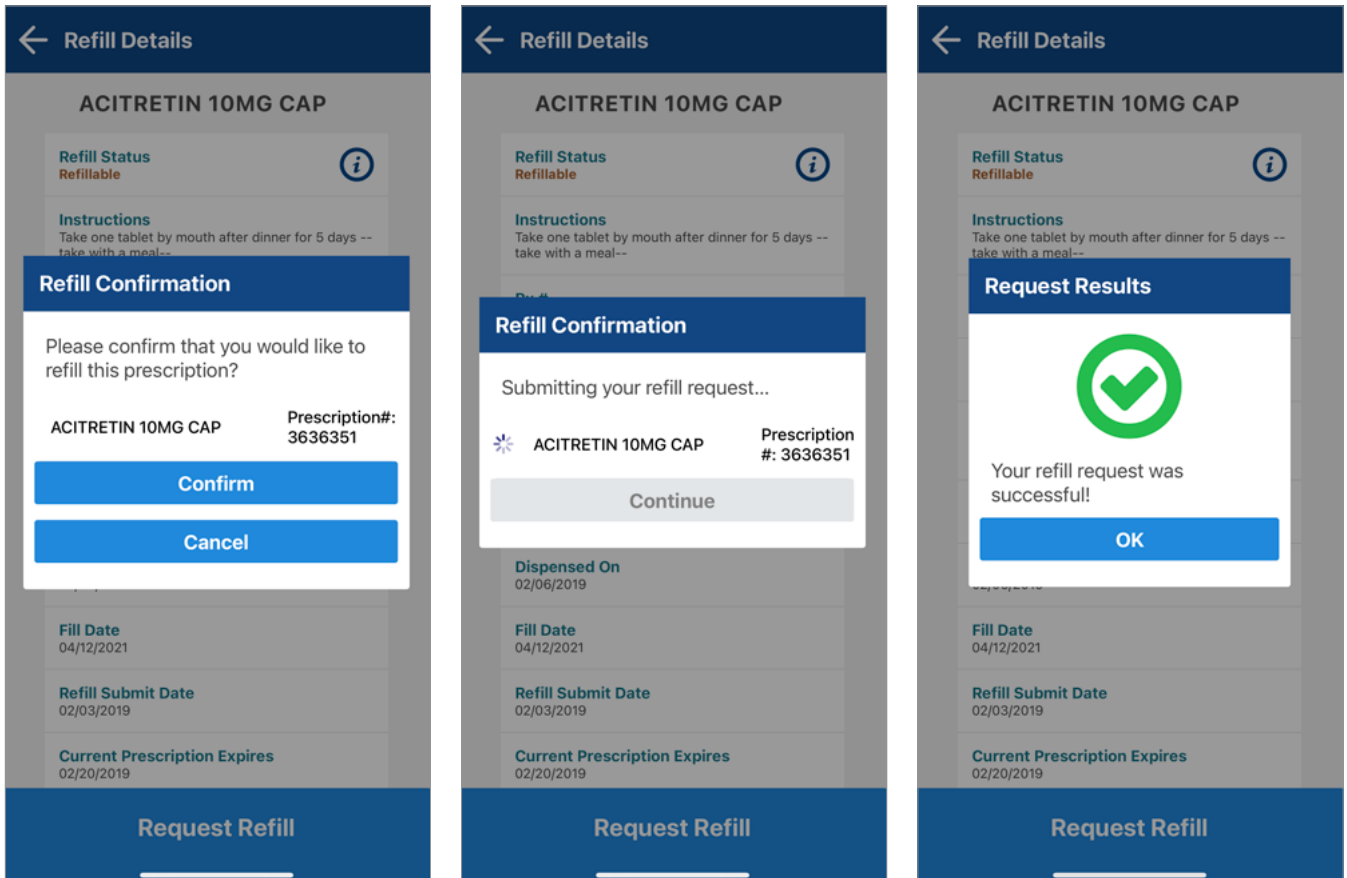 Refill Details
ACITRETIN 10MG CAP
Refill Status
Refillable
Instructions
Take one tablet by mouth after dinner for 5 days --
take with a meal--
Refill Confirmation
Please confirm that you would like to
refill this prescription?
ACITRETIN 10MG CAP
Prescription#:
3636351
Confirm
Cancel
Fill Date
04/12/2021
Refill Submit Date
02/03/2019
Current Prescription Expires
02/20/2019
Request Refill
Refill Details
ACITRETIN 10MG CAP
Refill Status
Refillable
Instructions
Take one tablet by mouth after dinner for 5 days --
take with a meal--
Refill Confirmation
Submitting your refill request...
ACITRETIN 10MG CAP
Prescription
#: 3636351
Continue
Dispensed On
02/06/2019
Fill Date
04/12/2021
Refill Submit Date
02/03/2019
Current Prescription Expires
02/20/2019
Request Refill
Refill Details
ACITRETIN 10MG CAP
Refill Status
Refillable
Instructions
Take one tablet by mouth after dinner for 5 days --
take with a meal--
Request Results
Your refill request was
successful!
OK
Fill Date
04/12/2021
Refill Submit Date
02/03/2019
Current Prescription Expires
02/20/2019
Request Refill